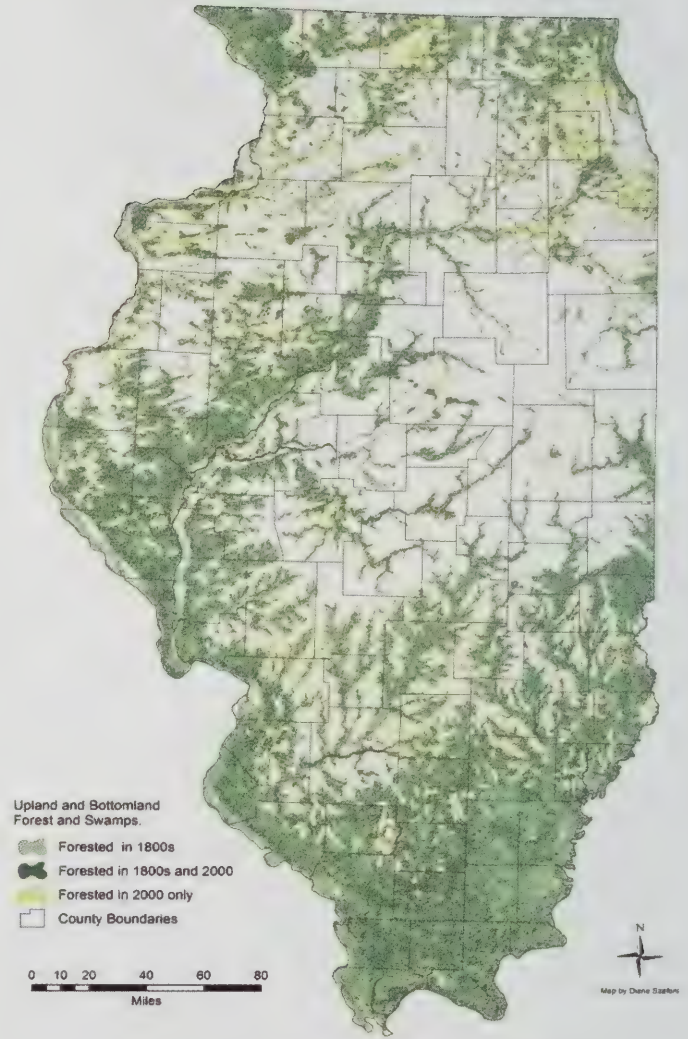 Upland and Bottomland
Forest and Swamps.
Forested in 1800s
Forested in 1800s and 2000
Forested in 2000 only
County Boundaries
0 10 20 40 60 80
Miles
N
Map by Diane